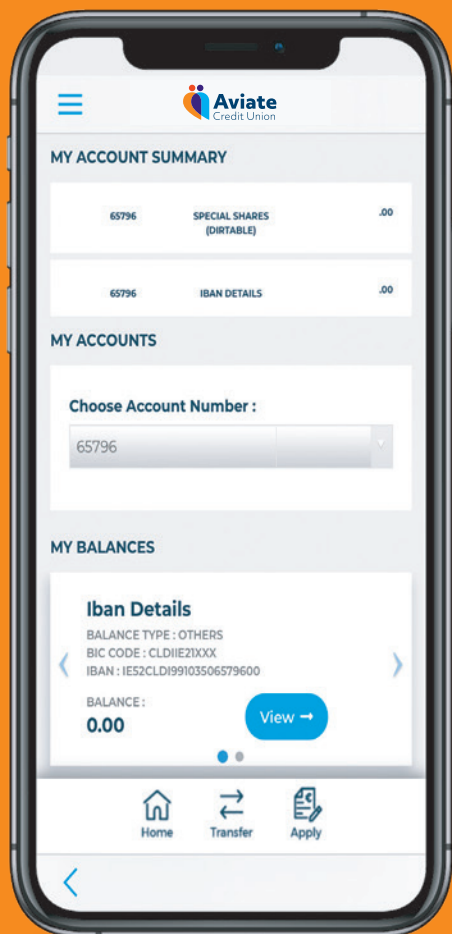 Aviate
Credit Union
MY ACCOUNT SUMMARY
65796 SPECIAL SHARES .00
(DIRTABLE)
65796 IBAN DETAILS .00
MY ACCOUNTS
Choose Account Number :
65796
MY BALANCES
Iban Details
BALANCE TYPE : OTHERS
BIC CODE : CLDIIE21XXX
IBAN : IE52CLDI99103506579600
BALANCE :
0.00
View →
Home Transfer Apply